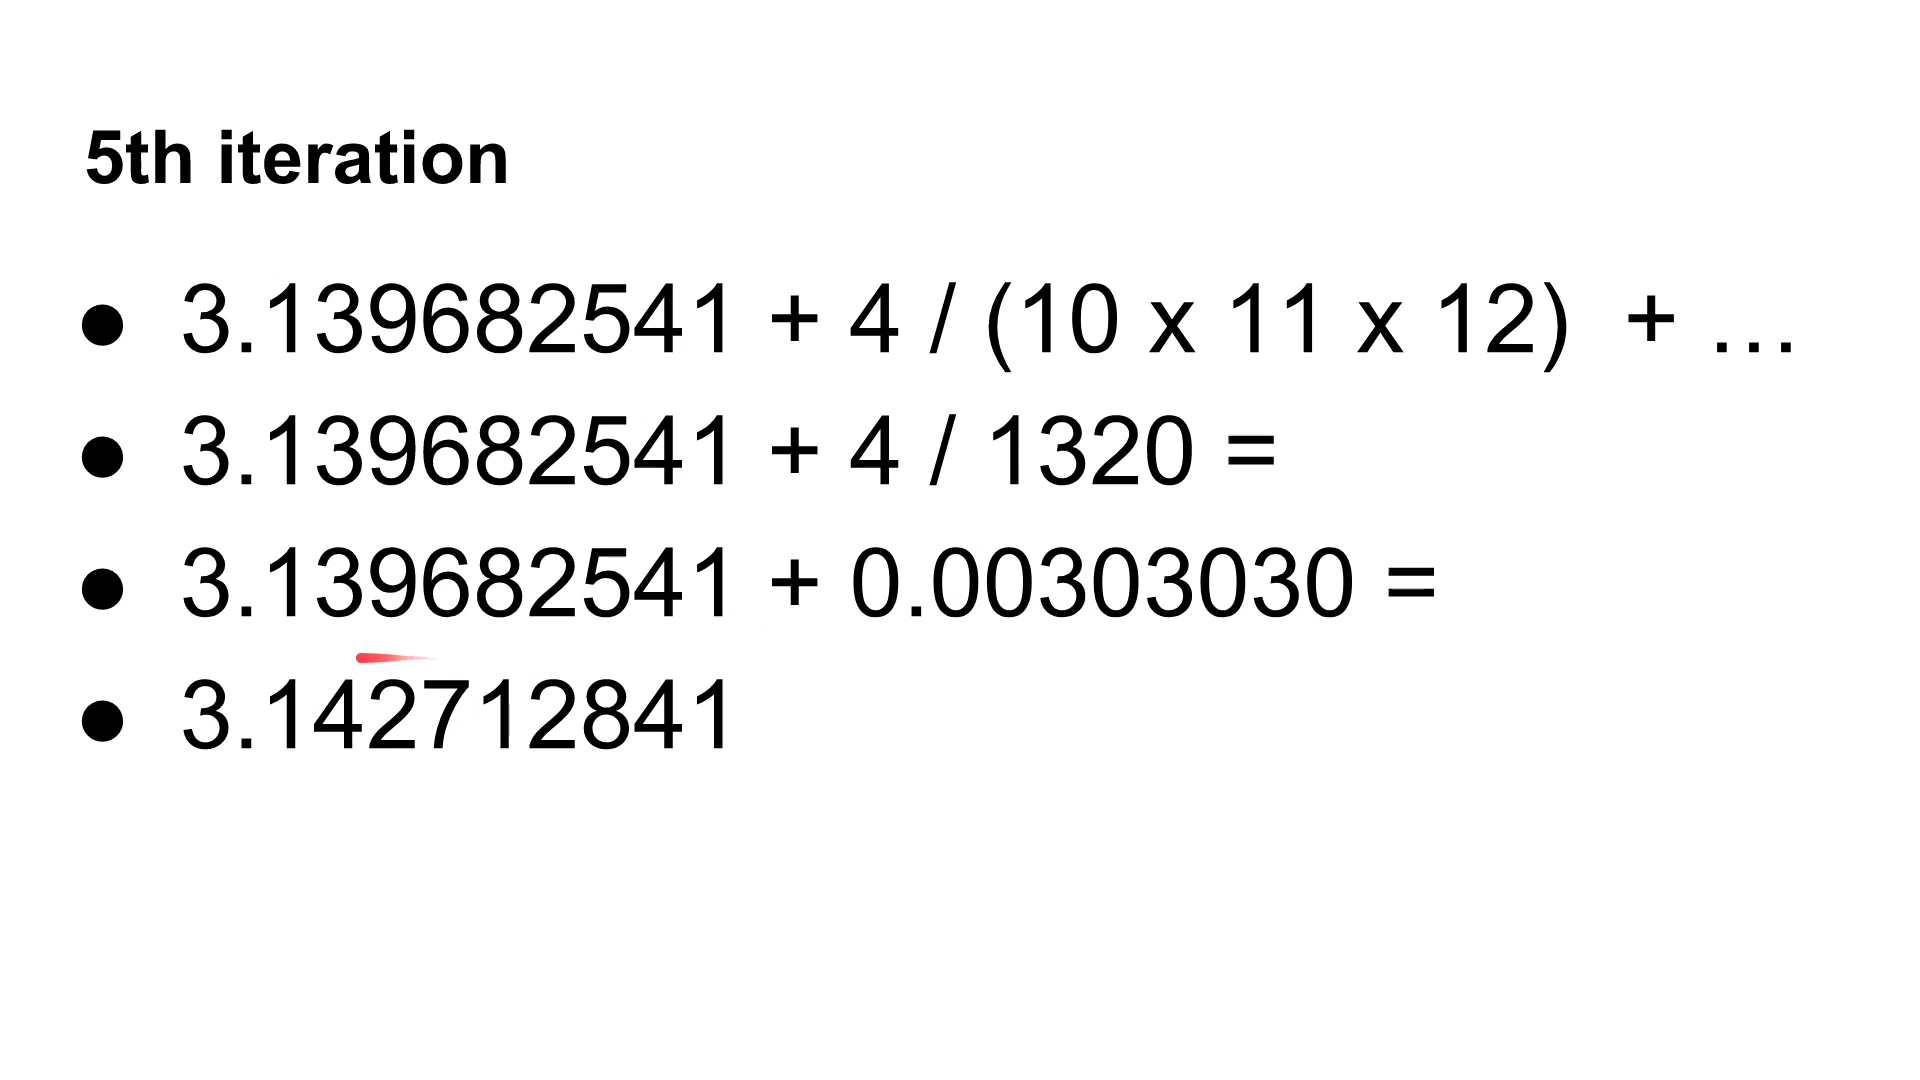 5th iteration
● 3.139682541 + 4 / (10 x 11 x 12)  + …
● 3.139682541 + 4 / 1320 =
● 3.139682541 + 0.00303030 =
● 3.142712841